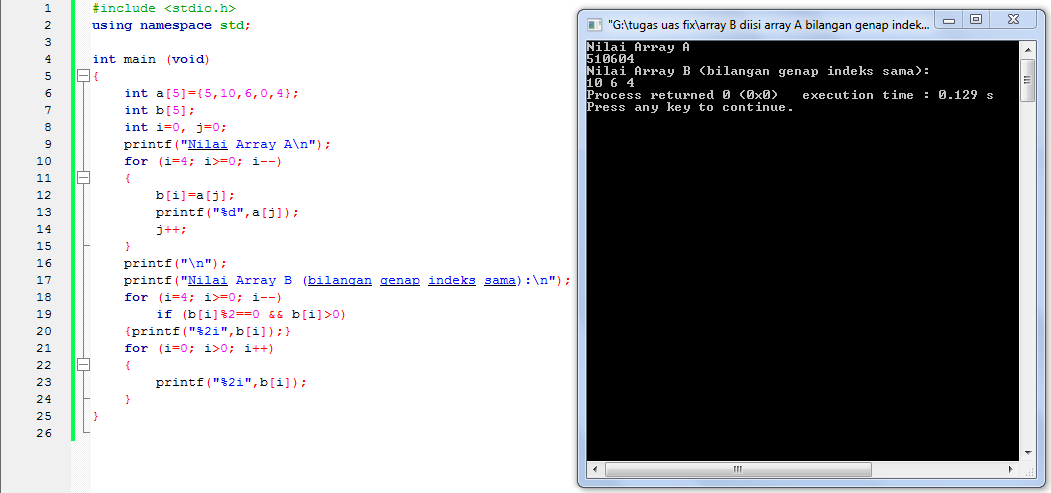 1 #include <stdio.h>
2 using namespace std;
3
4 int main (void)
5 {
6 int a[5]={5,10,6,0,4};
7 int b[5];
8 int i=0, j=0;
9 printf("Nilai Array A\n");
10 for (i=4; i>=0; i--)
11 {
12 b[i]=a[j];
13 printf("%d",a[j]);
14 j++;
15 }
16 printf("\n");
17 printf("Nilai Array B (bilangan genap indeks sama):\n");
18 for (i=4; i>=0; i--)
19 if (b[i]%2==0 && b[i]>0)
20 {printf("%2i",b[i]);}
21 for (i=0; i>0; i++)
22 {
23 printf("%2i",b[i]);
24 }
25 }
26
"G:\tugas uas fix\array B diisi array A bilangan genap indek...
Nilai Array A
510604
Nilai Array B (bilangan genap indeks sama):
10 6 4
Process returned 0 (0x0) execution time : 0.129 s
Press any key to continue.